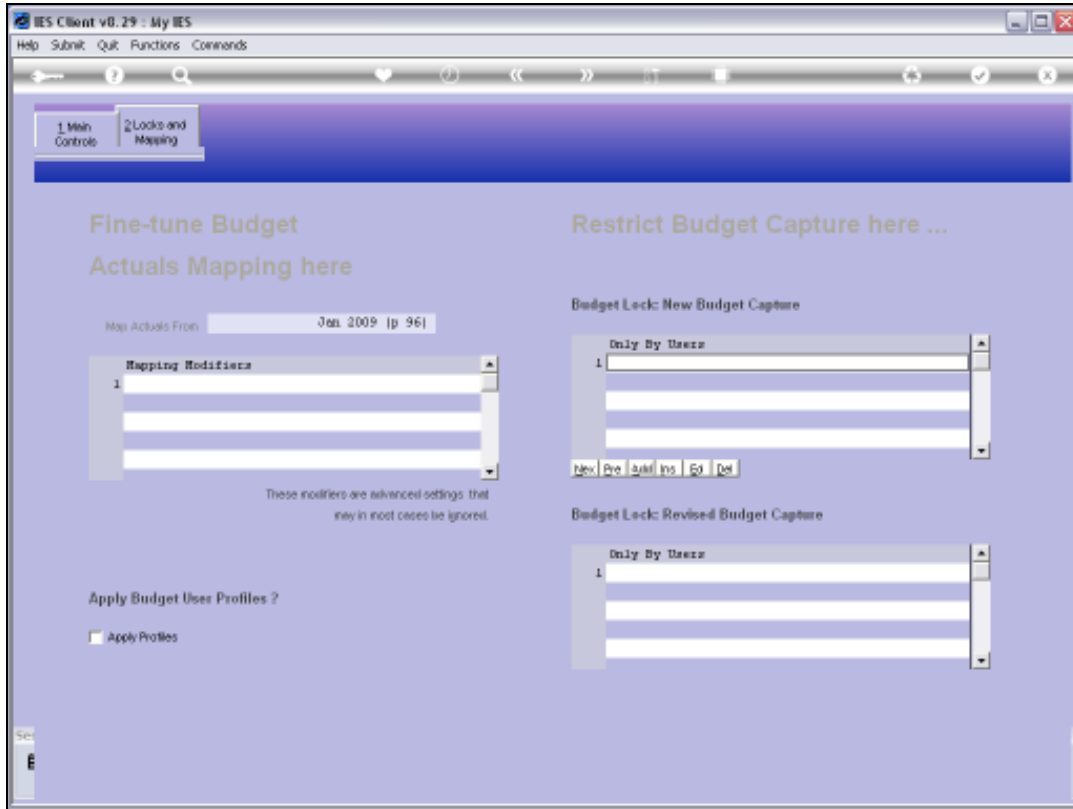 IES Client v8.29 : My IES
Help Submit Quit Functions Commands
1 Main Controls
2 Locks and Mapping
Fine-tune Budget
Actuals Mapping here
Map Actuals From Jan 2009 (p 96)
Mapping Modifiers
1
These modifiers are advanced settings that
may in most cases be ignored.
Apply Budget User Profiles ?
Apply Profiles
Restrict Budget Capture here ...
Budget Lock: New Budget Capture
Only By Users
1
Nex Pre Add Ins Ed Del
Budget Lock: Revised Budget Capture
Only By Users
1